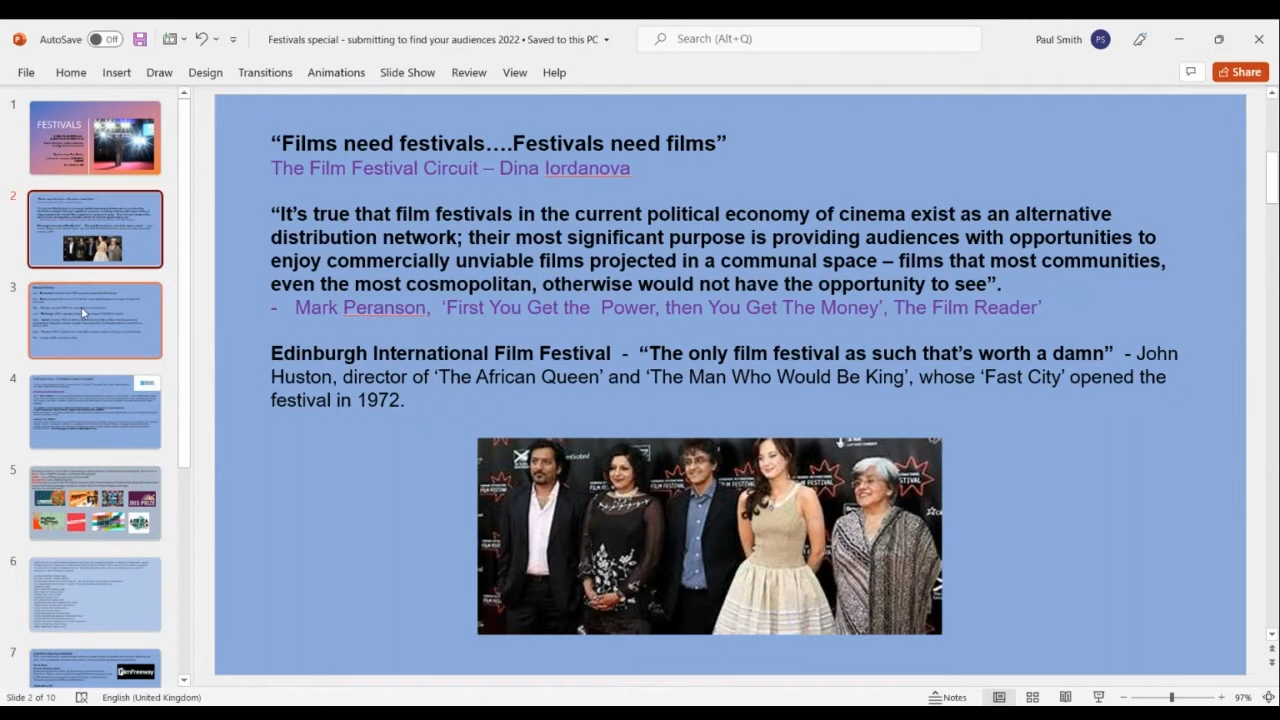 AutoSave Off Festivals special - submitting to find your audiences 2022 • Saved to this PC Search (Alt+Q) Paul Smith PS
File Home Insert Draw Design Transitions Animations Slide Show Review View Help Share
1
FESTIVALS
2
3
4
5
6
7
FilmFreeway
“Films need festivals….Festivals need films”
The Film Festival Circuit – Dina Iordanova
“It’s true that film festivals in the current political economy of cinema exist as an alternative
distribution network; their most significant purpose is providing audiences with opportunities to
enjoy commercially unviable films projected in a communal space – films that most communities,
even the most cosmopolitan, otherwise would not have the opportunity to see”.
- Mark Peranson, ‘First You Get the Power, then You Get The Money’, The Film Reader’
Edinburgh International Film Festival - “The only film festival as such that’s worth a damn” - John
Huston, director of ‘The African Queen’ and ‘The Man Who Would Be King’, whose ‘Fast City’ opened the
festival in 1972.
Slide 2 of 10 English (United Kingdom) Notes 97%